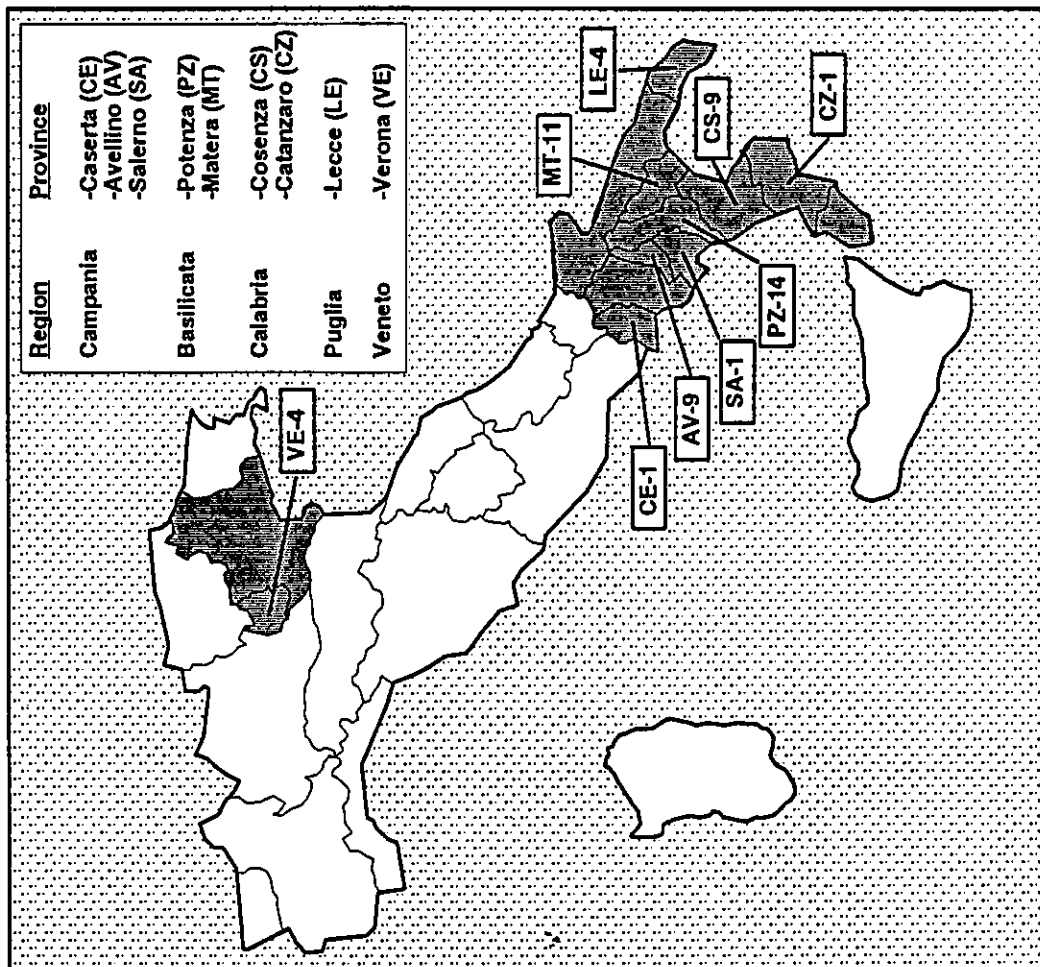 Region Province
Campania -Caserta (CE)
-Avellino (AV)
-Salerno (SA)
Basilicata -Potenza (PZ)
-Matera (MT)
Calabria -Cosenza (CS)
-Catanzaro (CZ)
Puglia -Lecce (LE)
Veneto -Verona (VE)
VE-4
LE-4
MT-11
CS-9
CZ-1
PZ-14
SA-1
AV-9
CE-1